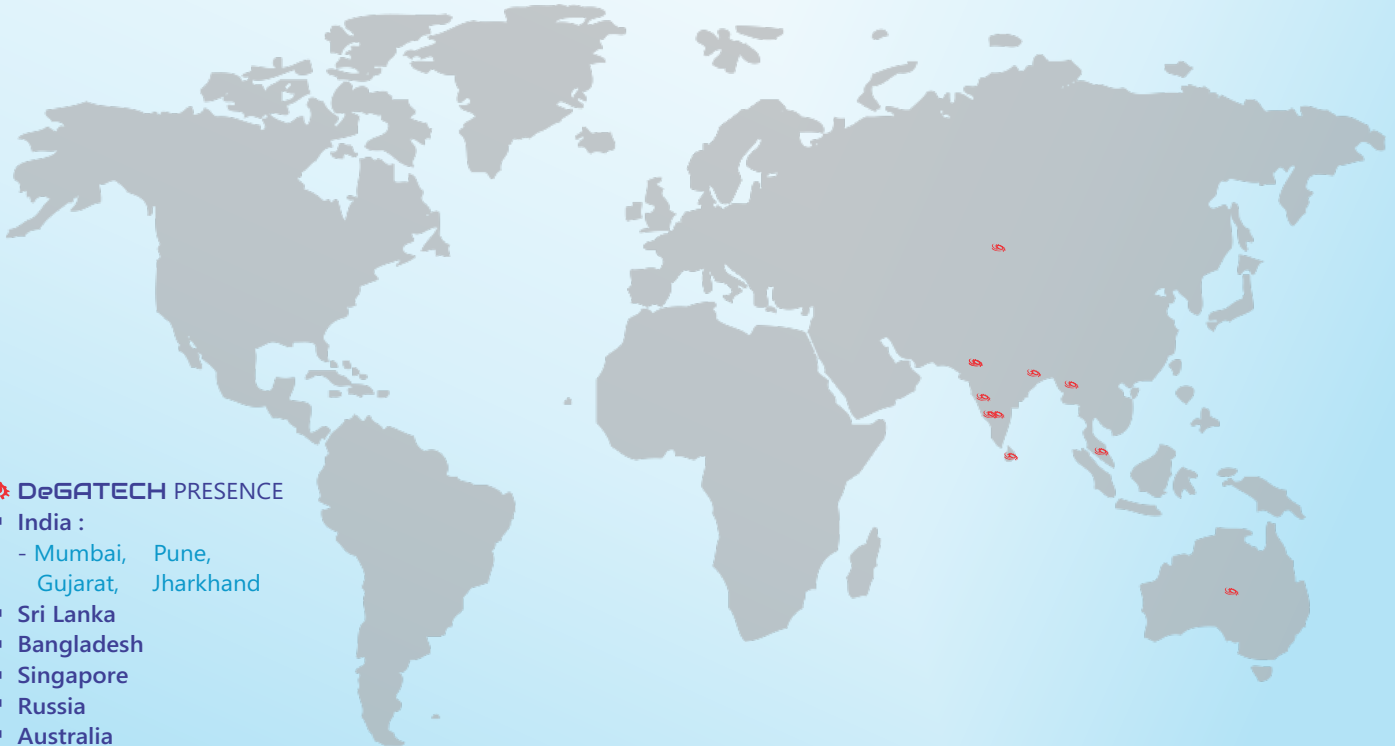 DeGATECH PRESENCE
India :
- Mumbai, Pune,
Gujarat, Jharkhand
Sri Lanka
Bangladesh
Singapore
Russia
Australia